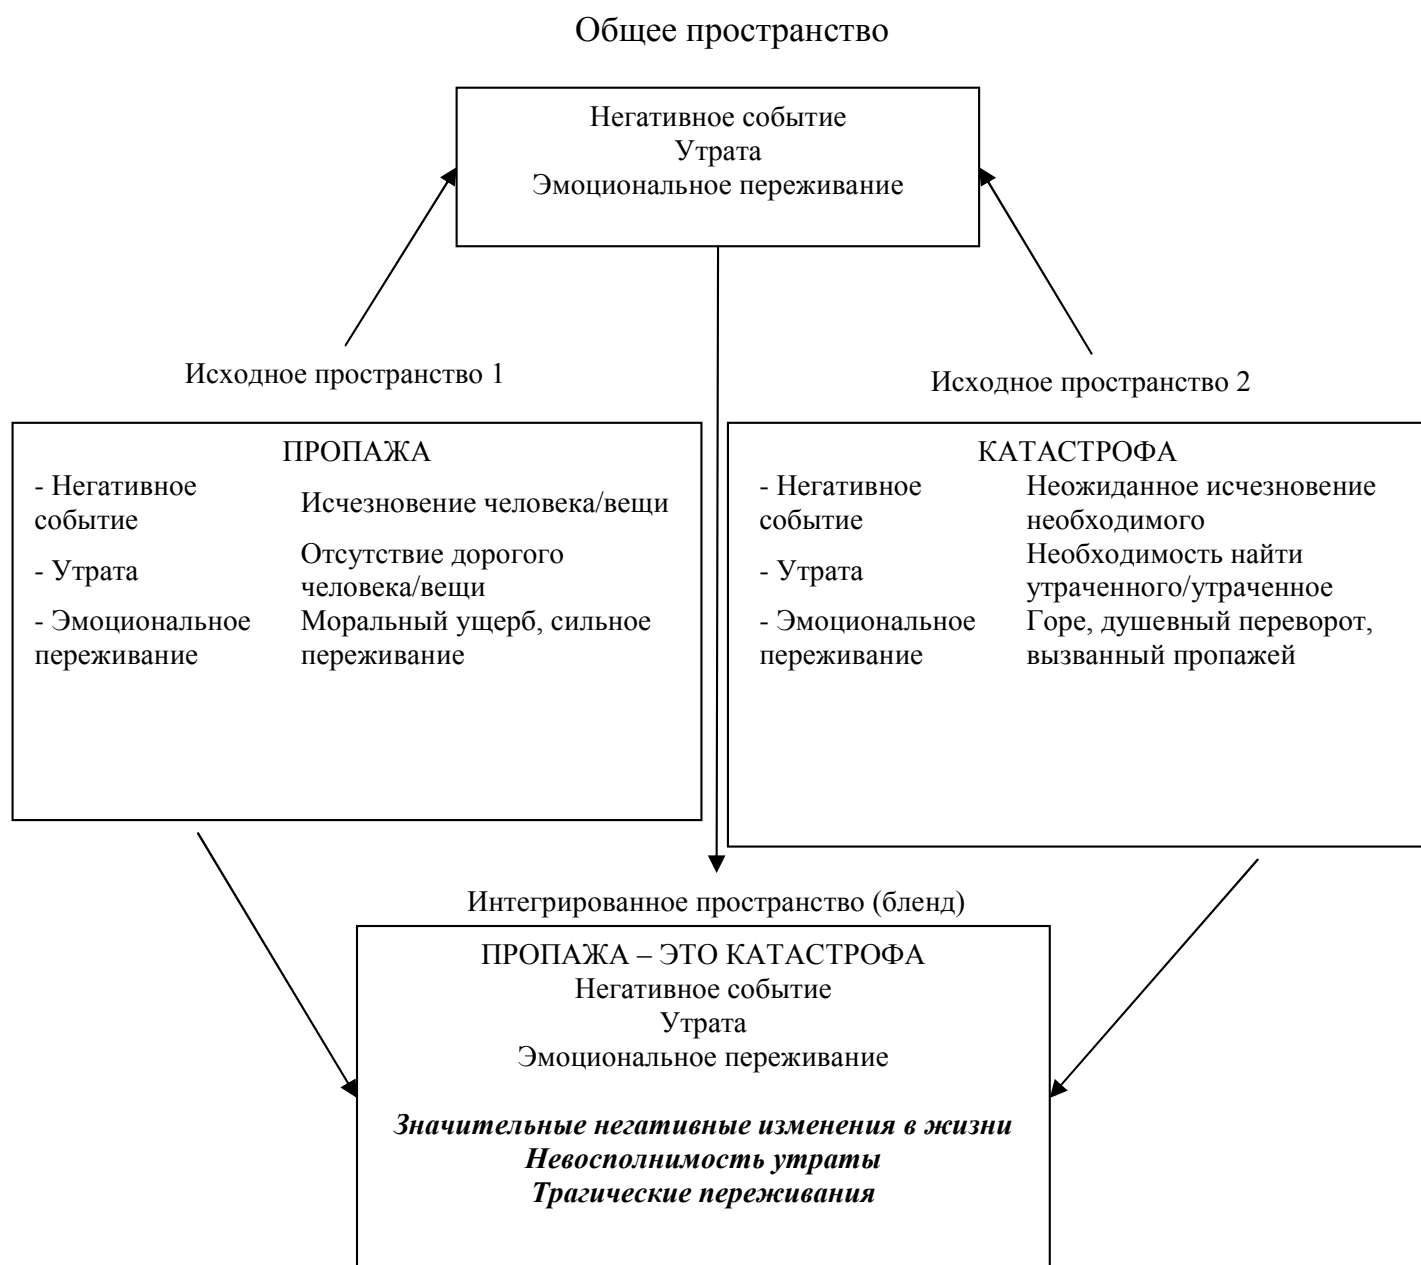 Общее пространство
Негативное событие
Утрата
Эмоциональное переживание
Исходное пространство 1
Исходное пространство 2
ПРОПАЖА
- Негативное
событие
Исчезновение человека/вещи
- Утрата
Отсутствие дорогого
человека/вещи
- Эмоциональное
переживание
Моральный ущерб, сильное
переживание
КАТАСТРОФА
- Негативное
событие
Неожиданное исчезновение
необходимого
- Утрата
Необходимость найти
утраченного/утраченное
- Эмоциональное
переживание
Горе, душевный переворот,
вызванный пропажей
Интегрированное пространство (бленд)
ПРОПАЖА – ЭТО КАТАСТРОФА
Негативное событие
Утрата
Эмоциональное переживание
Значительные негативные изменения в жизни
Невосполнимость утраты
Трагические переживания